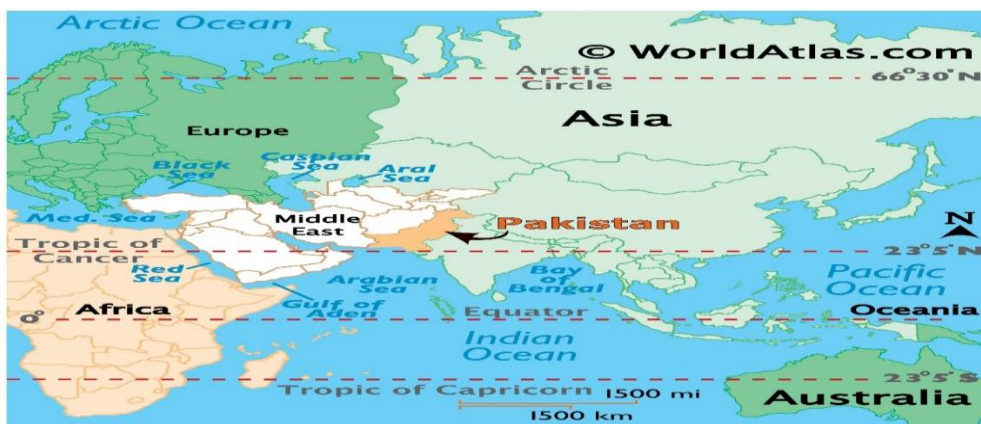 Arctic Ocean
© WorldAtlas.com
Arctic
Circle
66°30' N
Asia
Europe
Black
Sea
Caspian
Sea
Aral
Sea
Med. Sea
Middle
East
Pakistan
N
Tropic of
Cancer
23°5' N
Red
Sea
Arabian
Sea
Bay
of
Bengal
Pacific
Ocean
Africa
Gulf of
Aden
0°
Equator
Oceania
Indian
Ocean
Tropic of Capricorn
23°5' S
1500 mi
1500 km
Australia